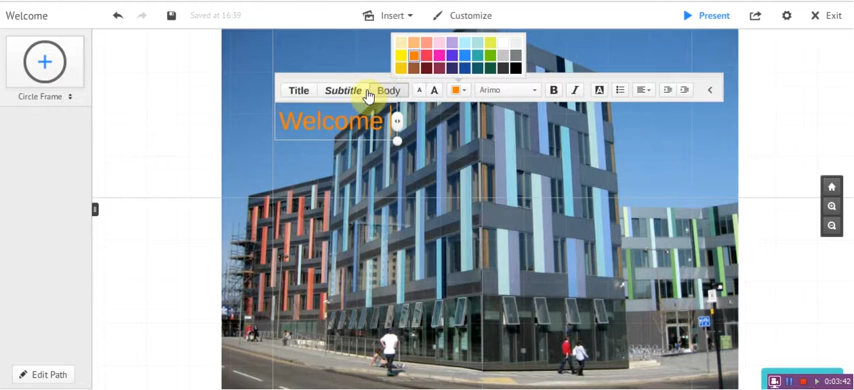 Welcome
Saved at 16:39
Insert
Customize
Present
Exit
Circle Frame
Title
Subtitle
Body
A
A
Arimo
B
I
A
Welcome
Edit Path
0:03:42